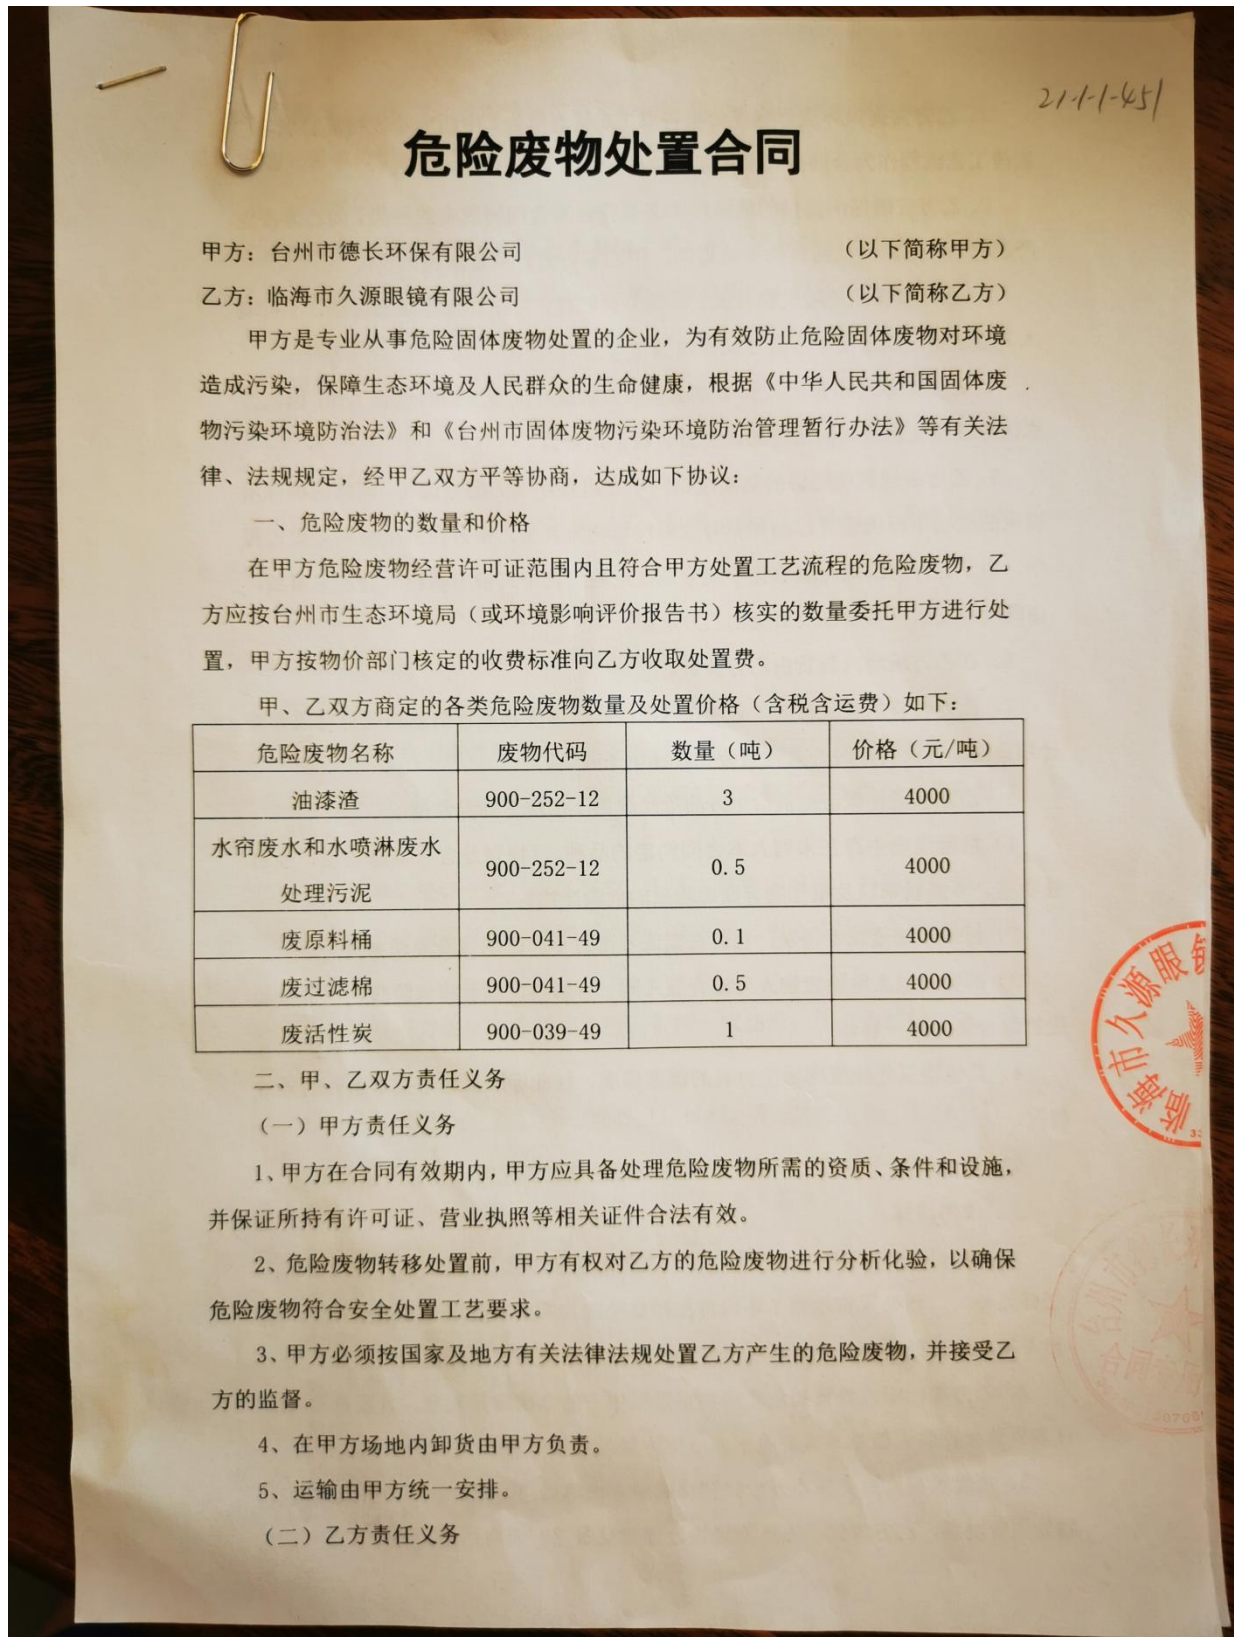 21-1-1-451
危险废物处置合同
甲方：台州市德长环保有限公司 （以下简称甲方）
乙方：临海市久源眼镜有限公司 （以下简称乙方）
甲方是专业从事危险固体废物处置的企业，为有效防止危险固体废物对环境
造成污染，保障生态环境及人民群众的生命健康，根据《中华人民共和国固体废
物污染环境防治法》和《台州市固体废物污染环境防治管理暂行办法》等有关法
律、法规规定，经甲乙双方平等协商，达成如下协议：
一、危险废物的数量和价格
在甲方危险废物经营许可证范围内且符合甲方处置工艺流程的危险废物，乙
方应按台州市生态环境局（或环境影响评价报告书）核实的数量委托甲方进行处
置，甲方按物价部门核定的收费标准向乙方收取处置费。
甲、乙双方商定的各类危险废物数量及处置价格（含税含运费）如下：
危险废物名称 废物代码 数量（吨） 价格（元/吨）
油漆渣 900-252-12 3 4000
水帘废水和水喷淋废水
处理污泥 900-252-12 0.5 4000
废原料桶 900-041-49 0.1 4000
废过滤棉 900-041-49 0.5 4000
废活性炭 900-039-49 1 4000
二、甲、乙双方责任义务
（一）甲方责任义务
1、甲方在合同有效期内，甲方应具备处理危险废物所需的资质、条件和设施，
并保证所持有许可证、营业执照等相关证件合法有效。
2、危险废物转移处置前，甲方有权对乙方的危险废物进行分析化验，以确保
危险废物符合安全处置工艺要求。
3、甲方必须按国家及地方有关法律法规处置乙方产生的危险废物，并接受乙
方的监督。
4、在甲方场地内卸货由甲方负责。
5、运输由甲方统一安排。
（二）乙方责任义务
临海市久源眼
台州市
合同